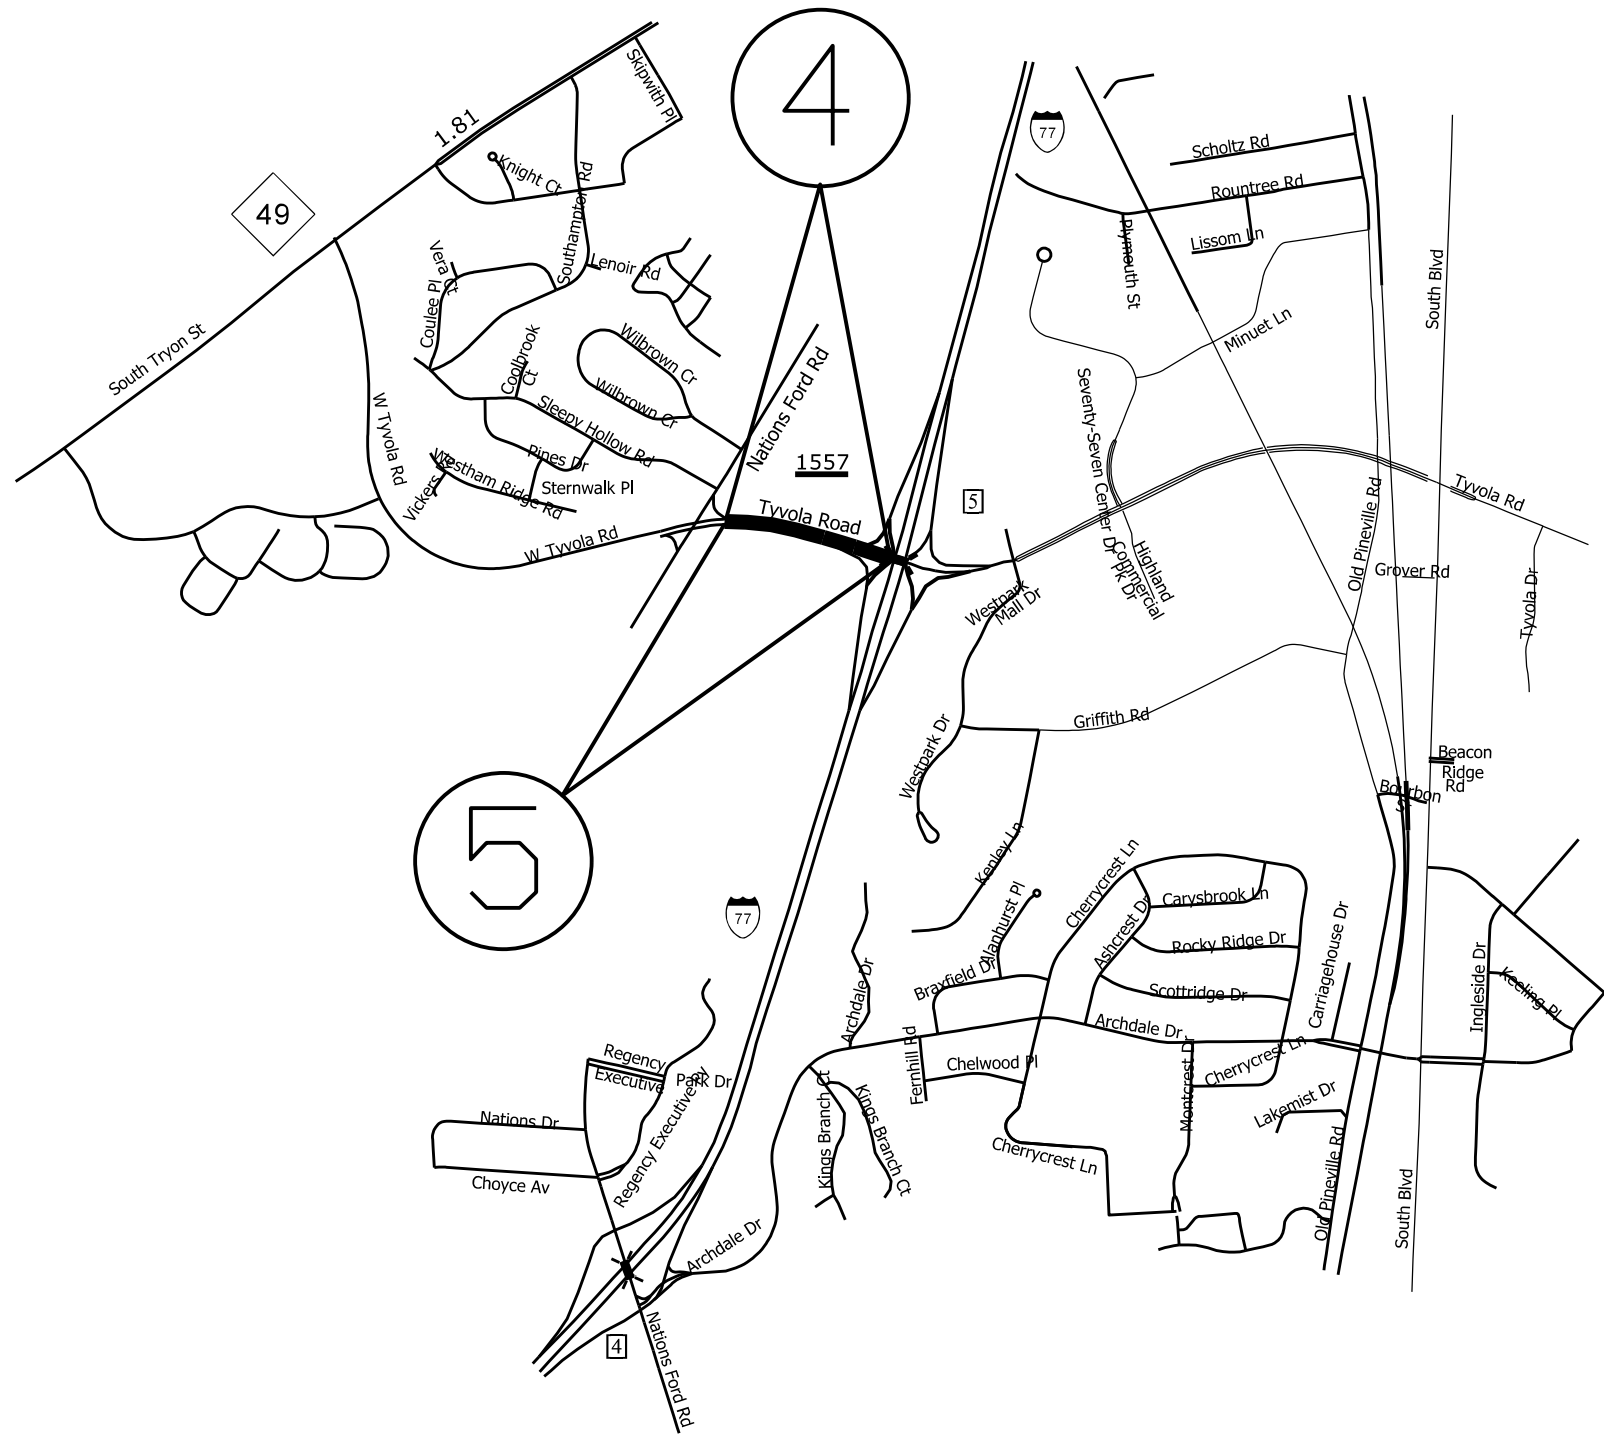 4
Skipwith Pl
1.81
77
Knight Ct
Scholtz Rd
Rountree Rd
49
Southampton Rd
Plymouth St
Lissom Ln
Vera Ct
Lenoir Rd
South Blvd
Coulee Pl
Minuet Ln
South Tryon St
Coolbrook
Ct
Wilbrown Cr
Wilbrown Cr
Nations Ford Rd
W Tyvola Rd
Sleepy Hollow Rd
Seventy-Seven Center Dr
Pines Dr
Westham Ridge Rd
Vickers
Sternwalk Pl
1557
5
Tyvola Road
Tyvola Rd
W Tyvola Rd
Old Pineville Rd
Highland
Commercial
Pk Dr
Grover Rd
Tyvola Dr
Westpark
Mall Dr
Griffith Rd
Westpark Dr
Beacon
Ridge
Rd
Bourbon
St
5
Kenley Ln
Cherrycrest Ln
Carysbrook Ln
77
Alanhurst Pl
Ashcrest Dr
Rocky Ridge Dr
Carriagehouse Dr
Ingleside Dr
Keeling Pl
Braxfield Dr
Scottridge Dr
Archdale Dr
Archdale Dr
Regency
Executive
Park Dr
Fernhill Rd
Chelwood Pl
Cherrycrest Ln
Montcrest Dr
Lakemist Dr
Nations Dr
Choyce Av
Regency Executive Pv
Kings Branch Ct
Kings Branch Ct
Cherrycrest Ln
Old Pineville Rd
South Blvd
Archdale Dr
4
Nations Ford Rd